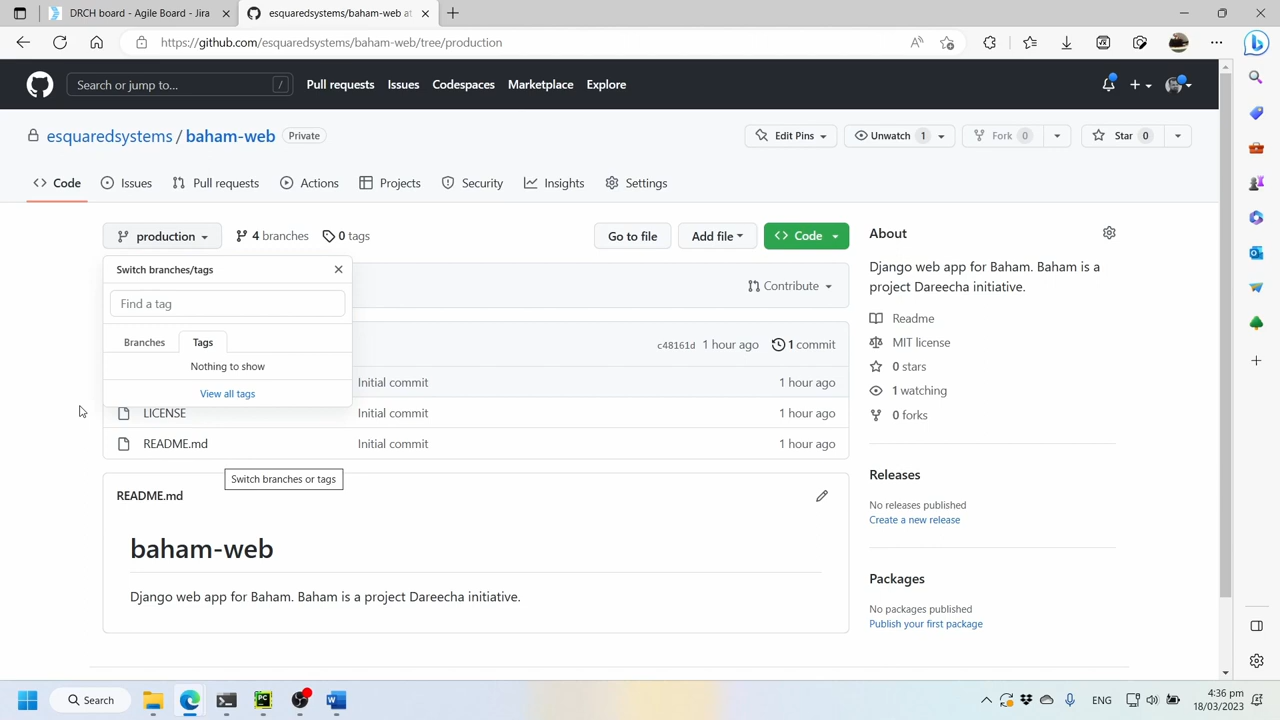 DRCH board - Agile Board - Jira
esquaredsystems/baham-web at
https://github.com/esquaredsystems/baham-web/tree/production
Search or jump to...
/
Pull requests
Issues
Codespaces
Marketplace
Explore
esquaredsystems / baham-web
Private
Edit Pins
Unwatch 1
Fork 0
Star 0
Code
Issues
Pull requests
Actions
Projects
Security
Insights
Settings
production
4 branches
0 tags
Go to file
Add file
Code
Switch branches/tags
Find a tag
Branches
Tags
Nothing to show
View all tags
Contribute
c48161d 1 hour ago 1 commit
Initial commit 1 hour ago
LICENSE Initial commit 1 hour ago
README.md Initial commit 1 hour ago
Switch branches or tags
README.md
baham-web
Django web app for Baham. Baham is a project Dareecha initiative.
About
Django web app for Baham. Baham is a
project Dareecha initiative.
Readme
MIT license
0 stars
1 watching
0 forks
Releases
No releases published
Create a new release
Packages
No packages published
Publish your first package
Search
ENG
4:36 pm
18/03/2023